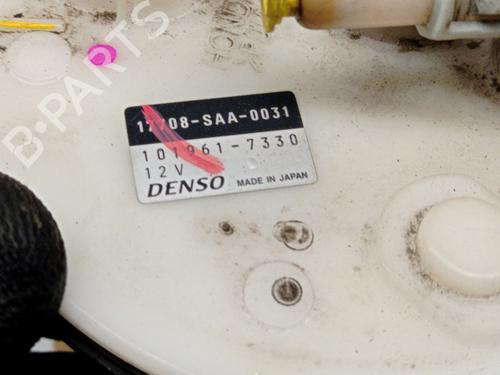 17708-SAA-0031
101961-7330
12V
DENSO MADE IN JAPAN
B-PARTS